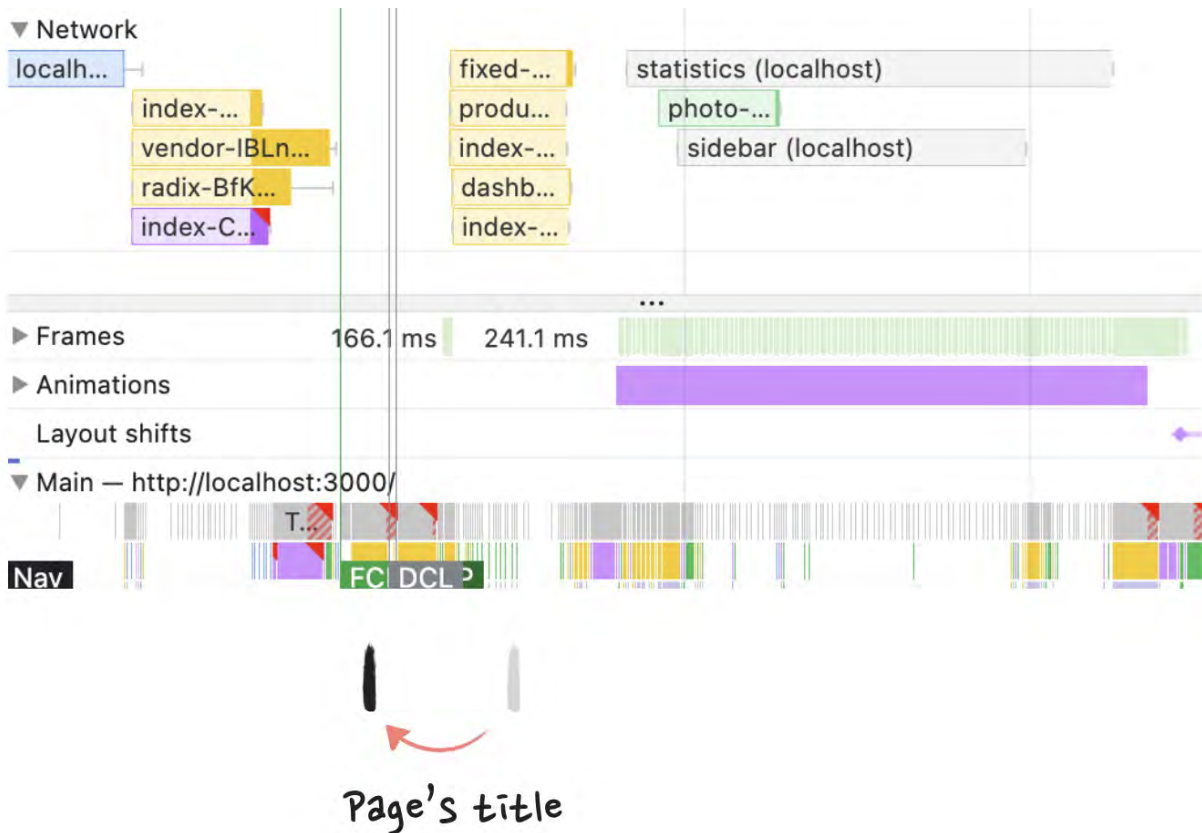 Network
localh...
fixed-...
statistics (localhost)
index-...
produ...
photo-...
vendor-IBLn...
index-...
sidebar (localhost)
radix-BfK...
dashb...
index-C...
index-...
...
Frames
166.1 ms
241.1 ms
Animations
Layout shifts
Main — http://localhost:3000/
T...
Nav
FC
DCL
P
Page's title